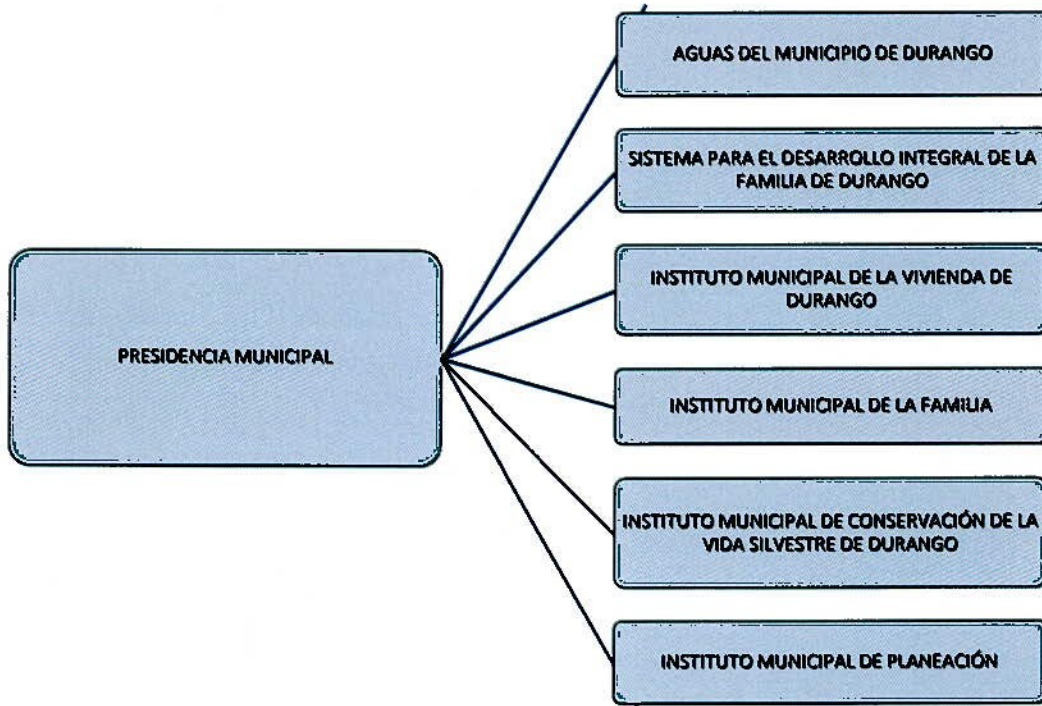 AGUAS DEL MUNICIPIO DE DURANGO
SISTEMA PARA EL DESARROLLO INTEGRAL DE LA
FAMILIA DE DURANGO
INSTITUTO MUNICIPAL DE LA VIVIENDA DE
DURANGO
PRESIDENCIA MUNICIPAL
INSTITUTO MUNICIPAL DE LA FAMILIA
INSTITUTO MUNICIPAL DE CONSERVACIÓN DE LA
VIDA SILVESTRE DE DURANGO
INSTITUTO MUNICIPAL DE PLANEACIÓN